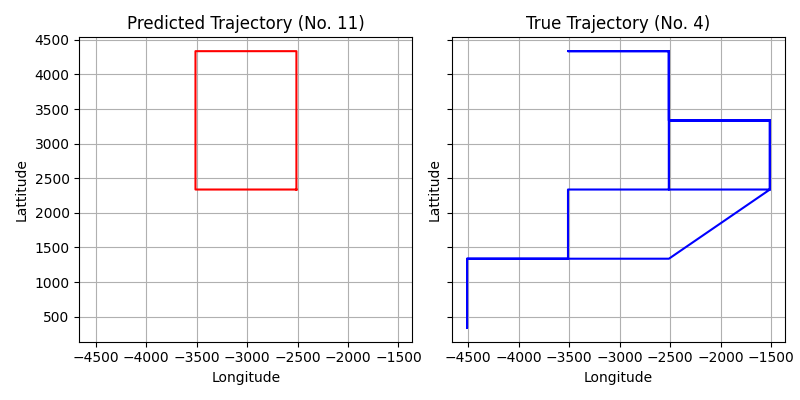 Predicted Trajectory (No. 11)
True Trajectory (No. 4)
4500
4000
3500
3000
2500
2000
1500
1000
500
Lattitude
Lattitude
−4500 −4000 −3500 −3000 −2500 −2000 −1500
−4500 −4000 −3500 −3000 −2500 −2000 −1500
Longitude
Longitude